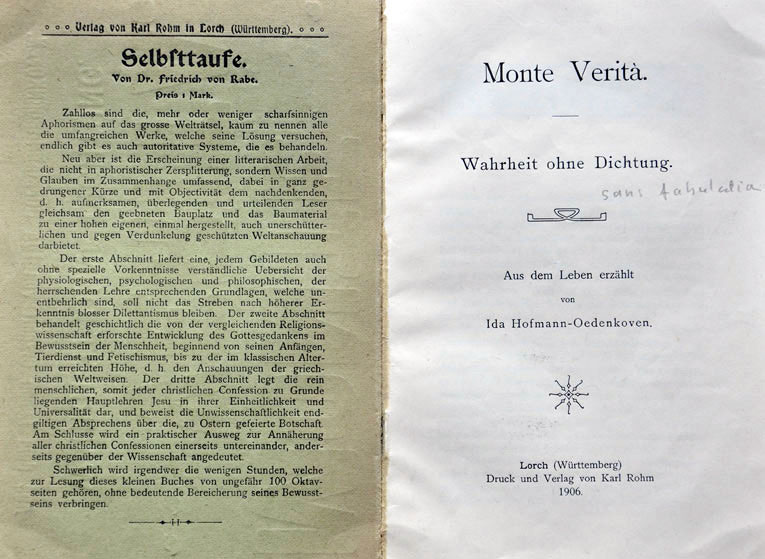 Verlag von Karl Rohm in Lorch (Württemberg).
Selbsttaufe.
Von Dr. Friedrich von Rabe.
Preis 1 Mark.
Zahllos sind die, mehr oder weniger scharfsinnigen
Aphorismen auf das grosse Welträtsel, kaum zu nennen alle
die umfangreichen Werke, welche seine Lösung versuchen,
endlich gibt es auch autoritative Systeme, die es behandeln.
Neu aber ist die Erscheinung einer litterarischen Arbeit,
die nicht in aphoristischer Zersplitterung, sondern Wissen und
Glauben im Zusammenhange umfassend, dabei in ganz ge-
drungener Kürze und mit Objectivität dem nachdenkenden,
d. h. aufmerksamen, überlegenden und urteilenden Leser
gleichsam den geebneten Bauplatz und das Baumaterial
zu einer hohen eigenen, einmal hergestellt, auch unerschütter-
lichen und gegen Verdunkelung geschützten Weltanschauung
darbietet.
Der erste Abschnitt liefert eine, jedem Gebildeten auch
ohne spezielle Vorkenntnisse verständliche Uebersicht der
physiologischen, psychologischen und philosophischen, der
herrschenden Lehre entsprechenden Grundlagen, welche un-
entbehrlich sind, soll nicht das Streben nach höherer Er-
kenntnis blosser Dilettantismus bleiben. Der zweite Abschnitt
behandelt geschichtlich die von der vergleichenden Religions-
wissenschaft erforschte Entwicklung des Gottesgedankens im
Bewusstsein der Menschheit, beginnend von seinen Anfängen,
Tierdienst und Fetischismus, bis zu der im klassischen Alter-
tum erreichten Höhe, d. h. den Anschauungen der griech-
ischen Weltweisen. Der dritte Abschnitt legt die rein
menschlichen, somit jeder christlichen Confession zu Grunde
liegenden Hauptlehren Jesu in ihrer Einheitlichkeit und
Universalität dar, und beweist die Unwissenschaftlichkeit end-
giltigen Absprechens über die, zu Ostern gefeierte Botschaft
Am Schlusse wird ein praktischer Ausweg zur Annäherung
aller christlichen Confessionen einerseits untereinander, ander-
seits gegenüber der Wissenschaft angedeutet.
Schwerlich wird irgendwer die wenigen Stunden, welche
zur Lesung dieses kleinen Buches von ungefähr 100 Oktav-
seiten gehören, ohne bedeutende Bereicherung seines Bewusst-
seins verbringen.
Monte Verità.
Wahrheit ohne Dichtung.
sans
Aus dem Leben erzählt
von
Ida Hofmann-Oedenkoven.
Lorch (Württemberg)
Druck und Verlag von Karl Rohm
1906.